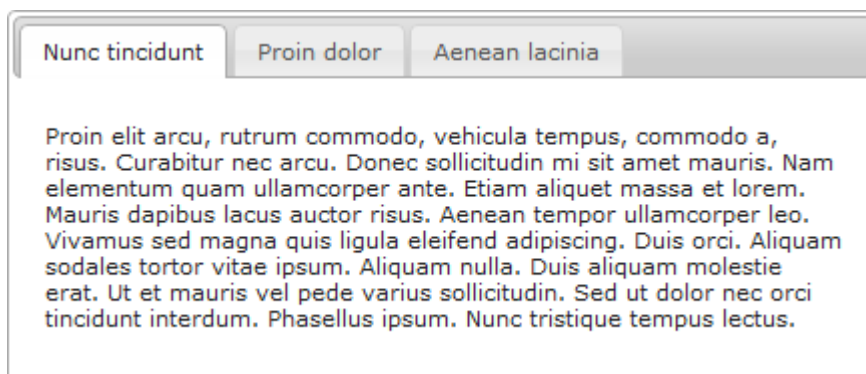 Nunc tincidunt Proin dolor Aenean lacinia
Proin elit arcu, rutrum commodo, vehicula tempus, commodo a,
risus. Curabitur nec arcu. Donec sollicitudin mi sit amet mauris. Nam
elementum quam ullamcorper ante. Etiam aliquet massa et lorem.
Mauris dapibus lacus auctor risus. Aenean tempor ullamcorper leo.
Vivamus sed magna quis ligula eleifend adipiscing. Duis orci. Aliquam
sodales tortor vitae ipsum. Aliquam nulla. Duis aliquam molestie
erat. Ut et mauris vel pede varius sollicitudin. Sed ut dolor nec orci
tincidunt interdum. Phasellus ipsum. Nunc tristique tempus lectus.